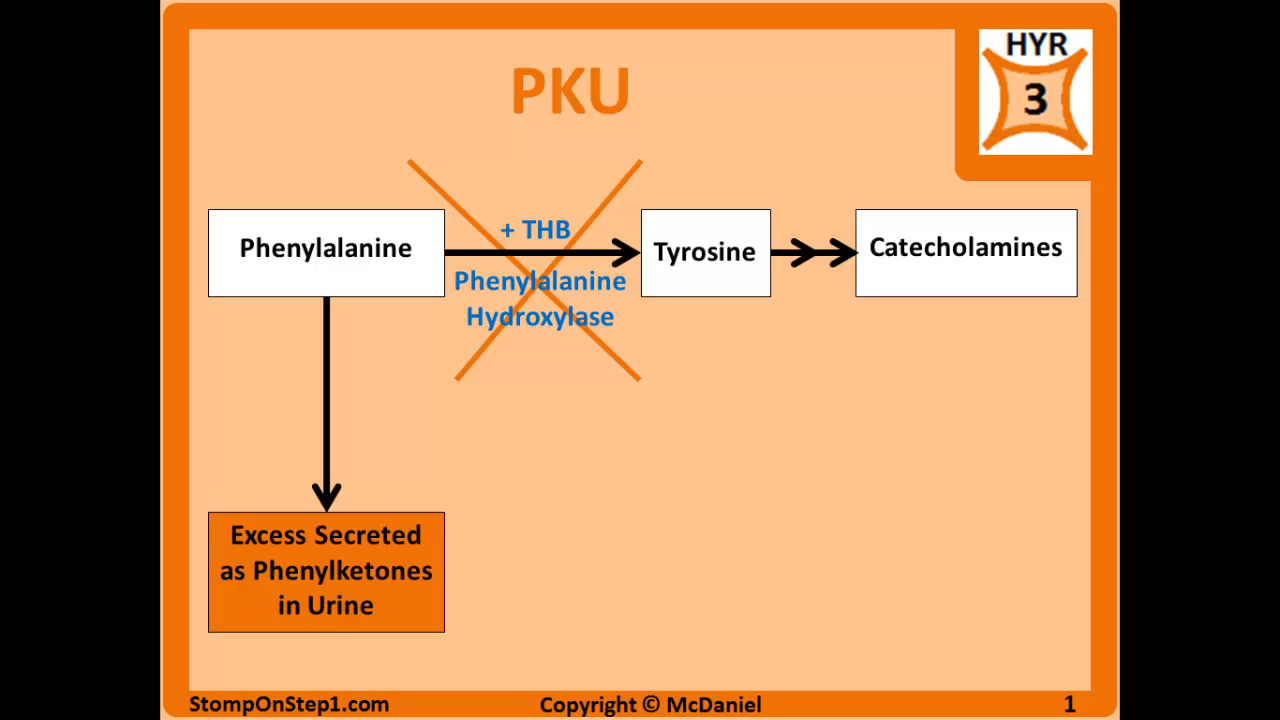 HYR
3
PKU
Phenylalanine
+ THB
Phenylalanine
Hydroxylase
Tyrosine
Catecholamines
Excess Secreted
as Phenylketones
in Urine
StompOnStep1.com
Copyright © McDaniel
1